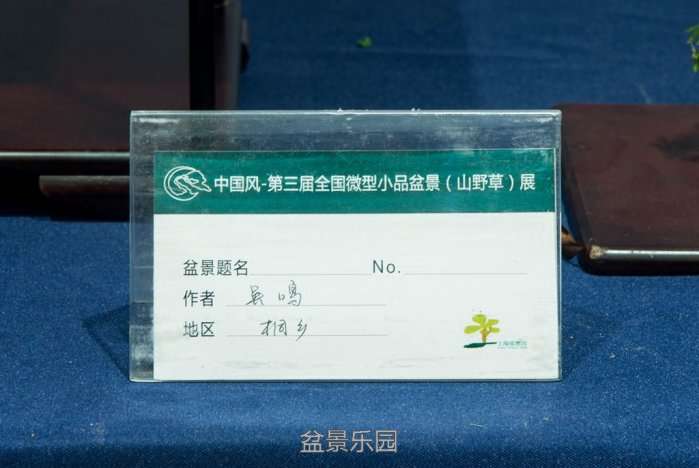 中国风-第三届全国微型小品盆景（山野草）展
盆景题名 No.
作者 吴鸣
地区 桐乡
盆景乐园